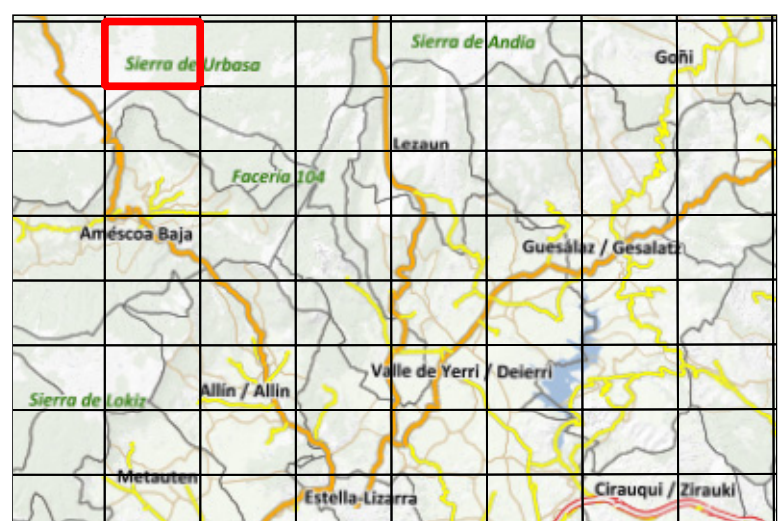 Sierra de Andia
Goñi
Sierra de Urbasa
Lezaun
Facería 104
Améscoa Baja
Guesálaz / Gesalatz
Valle de Yerri / Deierri
Allín / Allin
Sierra de Lokiz
Metauten
Cirauqui / Zirauki
Estella-Lizarra